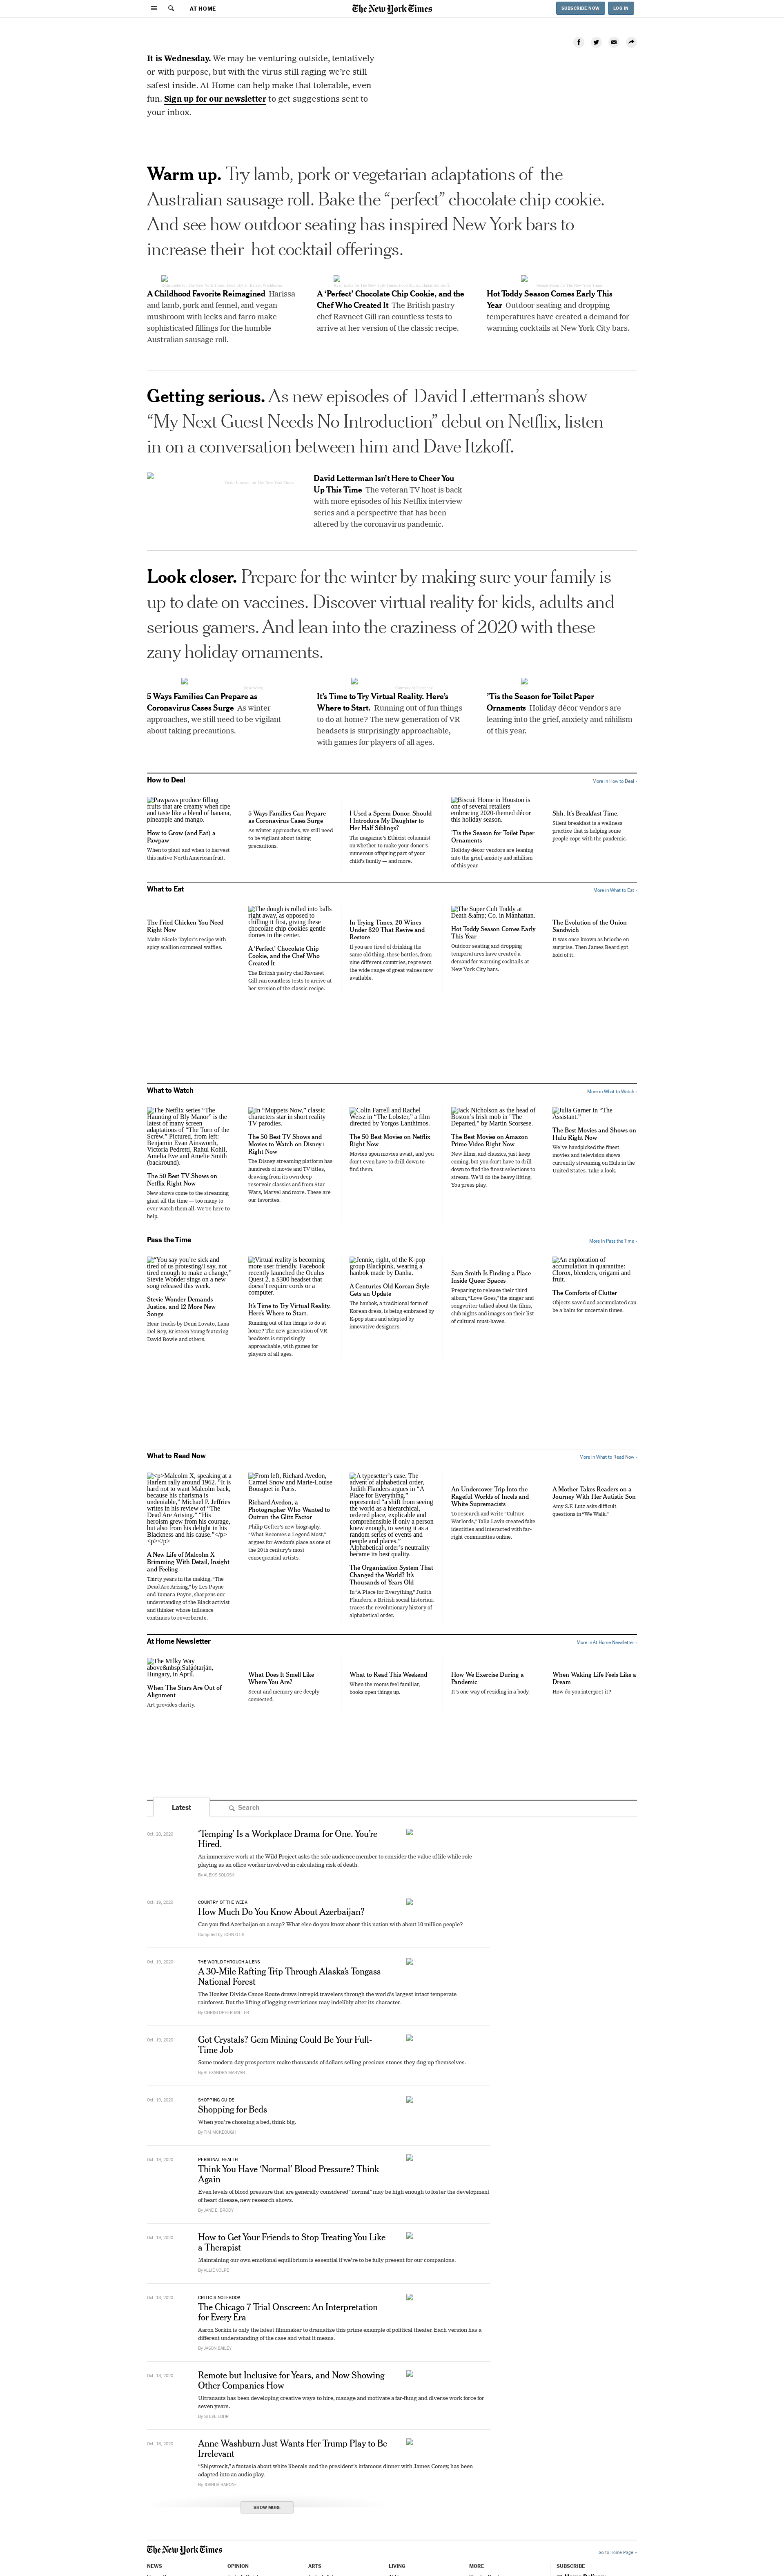 AT HOME
The New York Times
SUBSCRIBE NOW
LOG IN
It is Wednesday. We may be venturing outside, tentatively
or with purpose, but with the virus still raging we're still
safest inside. At Home can help make that tolerable, even
fun. Sign up for our newsletter to get suggestions sent to
your inbox.
Warm up. Try lamb, pork or vegetarian adaptations of the
Australian sausage roll. Bake the “perfect” chocolate chip cookie.
And see how outdoor seating has inspired New York bars to
increase their hot cocktail offerings.
A Childhood Favorite Reimagined Harissa
and lamb, pork and fennel, and vegan
mushroom with leeks and farro make
sophisticated fillings for the humble
Australian sausage roll.
A ‘Perfect’ Chocolate Chip Cookie, and the
Chef Who Created It The British pastry
chef Ravneet Gill ran countless tests to
arrive at her version of the classic recipe.
Hot Toddy Season Comes Early This
Year Outdoor seating and dropping
temperatures have created a demand for
warming cocktails at New York City bars.
Getting serious. As new episodes of David Letterman’s show
“My Next Guest Needs No Introduction” debut on Netflix, listen
in on a conversation between him and Dave Itzkoff.
David Letterman Isn’t Here to Cheer You
Up This Time The veteran TV host is back
with more episodes of his Netflix interview
series and a perspective that has been
altered by the coronavirus pandemic.
Look closer. Prepare for the winter by making sure your family is
up to date on vaccines. Discover virtual reality for kids, adults and
serious gamers. And lean into the craziness of 2020 with these
zany holiday ornaments.
5 Ways Families Can Prepare as
Coronavirus Cases Surge As winter
approaches, we still need to be vigilant
about taking precautions.
It’s Time to Try Virtual Reality. Here’s
Where to Start. Running out of fun things
to do at home? The new generation of VR
headsets is surprisingly approachable,
with games for players of all ages.
’Tis the Season for Toilet Paper
Ornaments Holiday décor vendors are
leaning into the grief, anxiety and nihilism
of this year.
How to Deal
More in How to Deal ›
Pawpaws produce filling
fruits that are creamy when ripe
and taste like a blend of banana,
pineapple and mango.
How to Grow (and Eat) a
Pawpaw
When to plant and when to harvest
this native North American fruit.
5 Ways Families Can Prepare
as Coronavirus Cases Surge
As winter approaches, we still need
to be vigilant about taking
precautions.
I Used a Sperm Donor. Should
I Introduce My Daughter to
Her Half Siblings?
The magazine’s Ethicist columnist
on whether to make your donor’s
numerous offspring part of your
child’s family — and more.
Biscuit Home in Houston is
one of several retailers
embracing 2020-themed décor
this holiday season.
’Tis the Season for Toilet Paper
Ornaments
Holiday décor vendors are leaning
into the grief, anxiety and nihilism
of this year.
Shh. It’s Breakfast Time.
Silent breakfast is a wellness
practice that is helping some
people cope with the pandemic.
What to Eat
More in What to Eat ›
The Fried Chicken You Need
Right Now
Make Nicole Taylor’s recipe with
spicy scallion cornmeal waffles.
The dough is rolled into balls
right away, as opposed to
chilling it first, giving these
chocolate chip cookies gentle
domes in the center.
A ‘Perfect’ Chocolate Chip
Cookie, and the Chef Who
Created It
The British pastry chef Ravneet
Gill ran countless tests to arrive at
her version of the classic recipe.
In Trying Times, 20 Wines
Under $20 That Revive and
Restore
If you are tired of drinking the
same old thing, these bottles, from
nine different countries, represent
the wide range of great values now
available.
The Super Cult Toddy at
Death &amp; Co. in Manhattan.
Hot Toddy Season Comes Early
This Year
Outdoor seating and dropping
temperatures have created a
demand for warming cocktails at
New York City bars.
The Evolution of the Onion
Sandwich
It was once known as brioche en
surprise. Then James Beard got
hold of it.
What to Watch
More in What to Watch ›
The Netflix series “The
Haunting of Bly Manor” is the
latest of many screen
adaptations of “The Turn of the
Screw.” Pictured, from left:
Benjamin Evan Ainsworth,
Victoria Pedretti, Rahul Kohli,
Amelia Eve and Amelie Smith
(backround).
The 50 Best TV Shows on
Netflix Right Now
New shows come to the streaming
giant all the time — too many to
ever watch them all. We’re here to
help.
In “Muppets Now,” classic
characters star in short reality
TV parodies.
The 50 Best TV Shows and
Movies to Watch on Disney+
Right Now
The Disney streaming platform has
hundreds of movie and TV titles,
drawing from its own deep
reservoir classics and from Star
Wars, Marvel and more. These are
our favorites.
Colin Farrell and Rachel
Weisz in “The Lobster,” a film
directed by Yorgos Lanthimos.
The 50 Best Movies on Netflix
Right Now
Movies upon movies await, and you
don’t even have to drill down to
find them.
Jack Nicholson as the head of
Boston’s Irish mob in “The
Departed,” by Martin Scorsese.
The Best Movies on Amazon
Prime Video Right Now
New films, and classics, just keep
coming, but you don’t have to drill
down to find the finest selections to
stream. We’ll do the heavy lifting.
You press play.
Julia Garner in “The
Assistant.”
The Best Movies and Shows on
Hulu Right Now
We’ve handpicked the finest
movies and television shows
currently streaming on Hulu in the
United States. Take a look.
Pass the Time
More in Pass the Time ›
“You say you’re sick and
tired of us protesting/I say, not
tired enough to make a change,”
Stevie Wonder sings on a new
song released this week.
Stevie Wonder Demands
Justice, and 12 More New
Songs
Hear tracks by Demi Lovato, Lana
Del Rey, Kristeen Young featuring
David Bowie and others.
Virtual reality is becoming
more user friendly. Facebook
recently launched the Oculus
Quest 2, a $300 headset that
doesn’t require cords or a
computer.
It’s Time to Try Virtual Reality.
Here’s Where to Start.
Running out of fun things to do at
home? The new generation of VR
headsets is surprisingly
approachable, with games for
players of all ages.
Jennie, right, of the K-pop
group Blackpink, wearing a
hanbok made by Danha.
A Centuries-Old Korean Style
Gets an Update
The hanbok, a traditional form of
Korean dress, is being embraced by
K-pop stars and adapted by
innovative designers.
Sam Smith Is Finding a Place
Inside Queer Spaces
Preparing to release their third
album, “Love Goes,” the singer and
songwriter talked about the films,
club nights and images on their list
of cultural must-haves.
An exploration of
accumulation in quarantine:
Clorox, blenders, origami and
fruit.
The Comforts of Clutter
Objects saved and accumulated can
be a balm for uncertain times.
What to Read Now
More in What to Read Now ›
<p>Malcolm X, speaking at a
Harlem rally around 1962. “It is
hard not to want Malcolm back,
because his charisma is
undeniable,” Michael P. Jeffries
writes in his review of “The
Dead Are Arising.” “His
heroism grew from his courage,
but also from his delight in his
Blackness and his cause.”</p>
<p></p>
A New Life of Malcolm X
Brimming With Detail, Insight
and Feeling
Thirty years in the making, “The
Dead Are Arising,” by Les Payne
and Tamara Payne, sharpens our
understanding of the Black activist
and thinker whose influence
continues to reverberate.
From left, Richard Avedon,
Carmel Snow and Marie-Louise
Bousquet in Paris.
Richard Avedon, a
Photographer Who Wanted to
Outrun the Glitz Factor
Philip Gefter’s new biography,
“What Becomes a Legend Most,”
argues for Avedon’s place as one of
the 20th century’s most
consequential artists.
A typesetter’s case. The
advent of alphabetical order,
Judith Flanders argues in “A
Place for Everything,”
represented “a shift from seeing
the world as a hierarchical,
ordered place, explicable and
comprehensible if only a person
knew enough, to seeing it as a
random series of events and
people and places.”
Alphabetical order’s neutrality
became its best quality.
The Organization System That
Changed the World? It’s
Thousands of Years Old
In “A Place for Everything,” Judith
Flanders, a British social historian,
traces the revolutionary history of
alphabetical order.
An Undercover Trip Into the
Rageful Worlds of Incels and
White Supremacists
To research and write “Culture
Warlords,” Talia Lavin created fake
identities and interacted with far-
right communities online.
A Mother Takes Readers on a
Journey With Her Autistic Son
Amy S.F. Lutz asks difficult
questions in “We Walk.”
At Home Newsletter
More in At Home Newsletter ›
The Milky Way
above&nbsp;Salgótarján,
Hungary, in April.
When The Stars Are Out of
Alignment
Art provides clarity.
What Does It Smell Like
Where You Are?
Scent and memory are deeply
connected.
What to Read This Weekend
When the rooms feel familiar,
books open things up.
How We Exercise During a
Pandemic
It’s one way of residing in a body.
When Waking Life Feels Like a
Dream
How do you interpret it?
Latest
Search
Oct. 20, 2020
‘Temping’ Is a Workplace Drama for One. You’re
Hired.
An immersive work at the Wild Project asks the sole audience member to consider the value of life while role
playing as an office worker involved in calculating risk of death.
By ALEXIS SOLOSKI
Oct. 19, 2020
COUNTRY OF THE WEEK
How Much Do You Know About Azerbaijan?
Can you find Azerbaijan on a map? What else do you know about this nation with about 10 million people?
Compiled by JOHN OTIS
Oct. 19, 2020
THE WORLD THROUGH A LENS
A 30-Mile Rafting Trip Through Alaska’s Tongass
National Forest
The Honker Divide Canoe Route draws intrepid travelers through the world’s largest intact temperate
rainforest. But the lifting of logging restrictions may indelibly alter its character.
By CHRISTOPHER MILLER
Oct. 19, 2020
Got Crystals? Gem Mining Could Be Your Full-
Time Job
Some modern-day prospectors make thousands of dollars selling precious stones they dug up themselves.
By ALEXANDRA MARVAR
Oct. 19, 2020
SHOPPING GUIDE
Shopping for Beds
When you’re choosing a bed, think big.
By TIM McKEOUGH
Oct. 19, 2020
PERSONAL HEALTH
Think You Have ‘Normal’ Blood Pressure? Think
Again
Even levels of blood pressure that are generally considered “normal” may be high enough to foster the development
of heart disease, new research shows.
By JANE E. BRODY
Oct. 18, 2020
How to Get Your Friends to Stop Treating You Like
a Therapist
Maintaining our own emotional equilibrium is essential if we’re to be fully present for our companions.
By ALLIE VOLPE
Oct. 18, 2020
CRITIC’S NOTEBOOK
The Chicago 7 Trial Onscreen: An Interpretation
for Every Era
Aaron Sorkin is only the latest filmmaker to dramatize this prime example of political theater. Each version has a
different understanding of the case and what it means.
By JASON BAILEY
Oct. 18, 2020
Remote but Inclusive for Years, and Now Showing
Other Companies How
Ultranauts has been developing creative ways to hire, manage and motivate a far-flung and diverse work force for
seven years.
By STEVE LOHR
Oct. 18, 2020
Anne Washburn Just Wants Her Trump Play to Be
Irrelevant
“Shipwreck,” a fantasia about white liberals and the president’s infamous dinner with James Comey, has been
adapted into an audio play.
By JOSHUA BARONE
SHOW MORE
The New York Times
Go to Home Page »
NEWS
OPINION
ARTS
LIVING
MORE
SUBSCRIBE